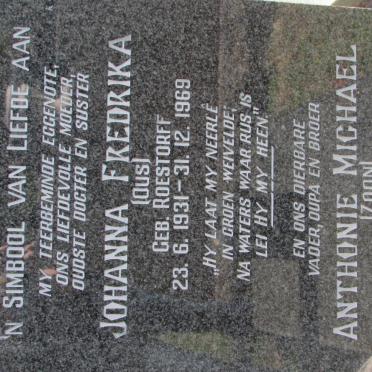 'N SIMBOOL VAN LIEFDE AAN
MY TEERBEMINDE EGGENOTE,
ONS LIEFDEVOLLE MOEDER,
OUDSTE DOGTER EN SUSTER
JOHANNA FREDRIKA
(OUS)
GEB. ROESTORFF
23. 6. 1931 – 31. 12. 1969
„HY LAAT MY NEERLÊ
IN GROEN WEIVELDE;
NA WATERS WAAR RUS IS
LEI HY MY HEEN."
EN ONS DIERBARE
VADER, OUPA EN BROER
ANTHONIE MICHAEL
(ZOON)